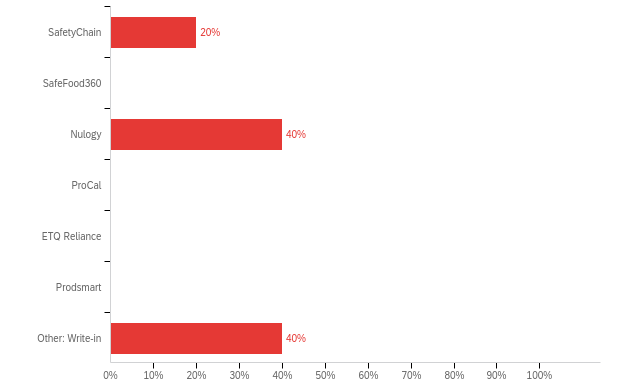 SafetyChain
20%
SafeFood360
Nulogy
40%
ProCal
ETQ Reliance
Prodsmart
Other: Write-in
40%
0% 10% 20% 30% 40% 50% 60% 70% 80% 90% 100%